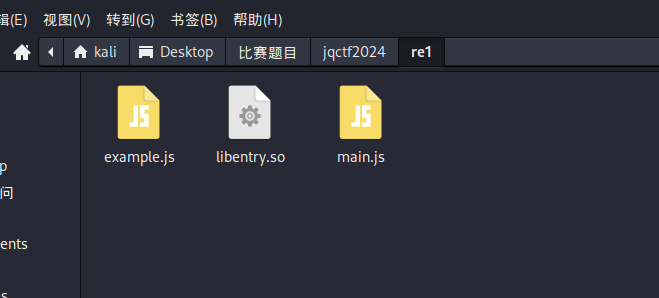 辑(E) 视图(V) 转到(G) 书签(B) 帮助(H)
kali Desktop 比赛题目 jqctf2024 re1
JS JS
example.js libentry.so main.js
p
问
ents
s